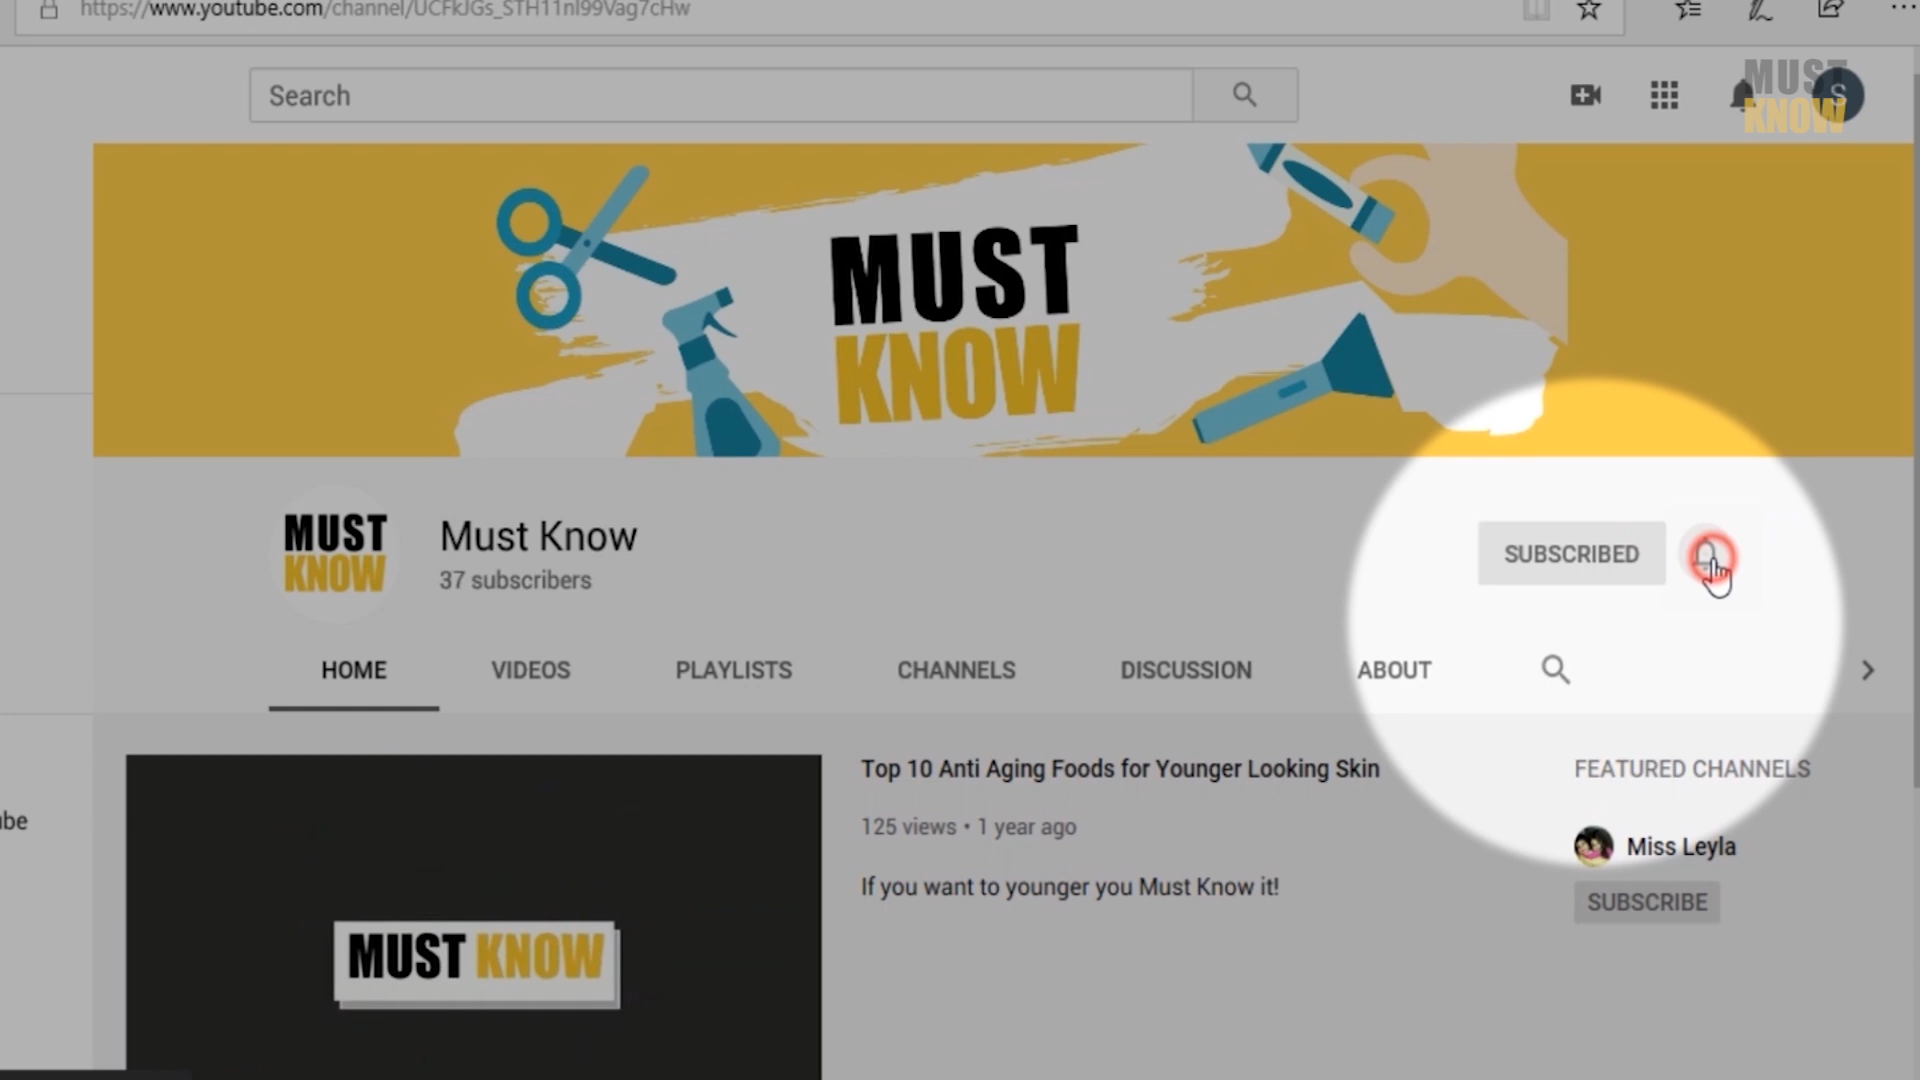 https://www.youtube.com/channel/UCFkJGs_STH11nl99Vag7cHw
Search
MUST
KNOW
S
MUST
KNOW
MUST
KNOW
Must Know
37 subscribers
SUBSCRIBED
HOME VIDEOS PLAYLISTS CHANNELS DISCUSSION ABOUT
Top 10 Anti Aging Foods for Younger Looking Skin
125 views • 1 year ago
If you want to younger you Must Know it!
FEATURED CHANNELS
Miss Leyla
SUBSCRIBE
MUST KNOW